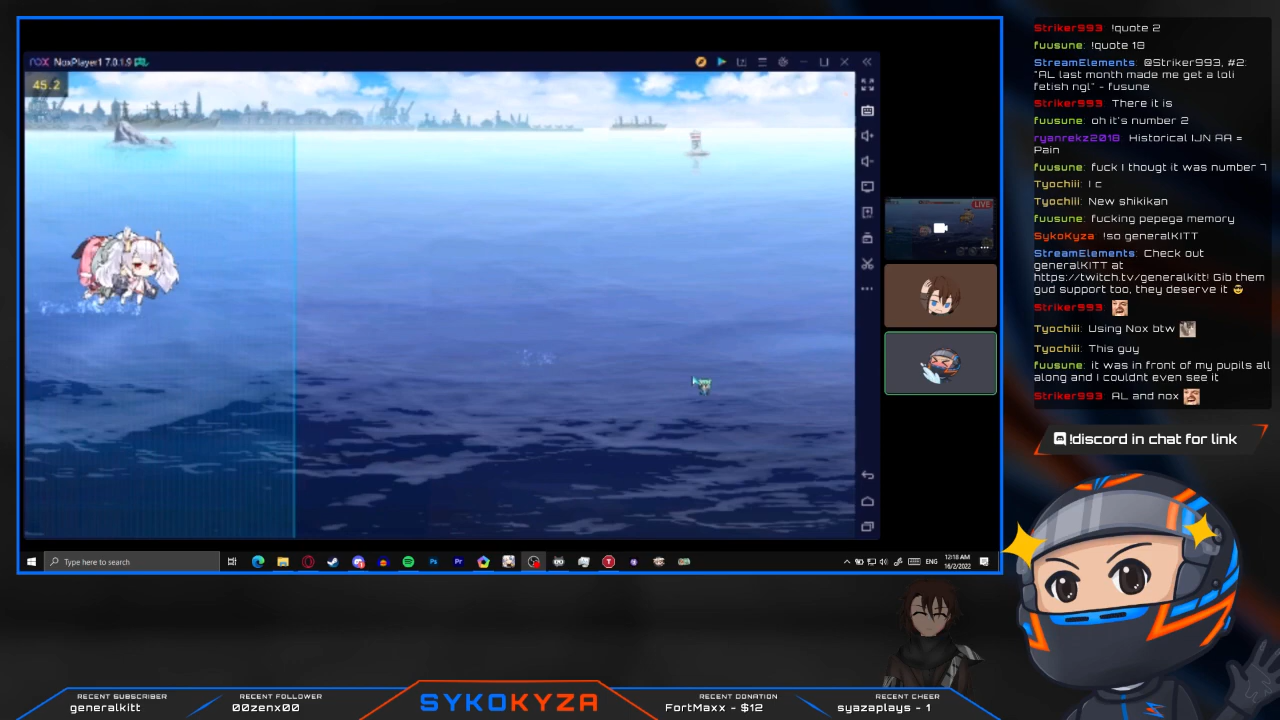 NoxPlayer1 7.0.1.9
45.2
LIVE
Type here to search
ENG
12:18 AM
16/2/2022
Striker993 !quote 2
fuusune: !quote 18
StreamElements: @Striker993, #2:
"AL last month made me get a loli
fetish ngl" - fusune
Striker993 There it is
fuusune: oh it's number 2
ryanrekz2018 Historical IJN AA =
Pain
fuusune: fuck I thougt it was number 7
Tyochiii: I c
Tyochiii: New shikikan
fuusune: fucking pepega memory
SykoKyza !so generalKITT
StreamElements: Check out
generalKITT at
https://twitch.tv/generalkitt! Gib them
gud support too, they deserve it 😎
Striker993
Tyochiii: Using Nox btw
Tyochiii: This guy
fuusune: it was in front of my pupils all
along and I couldnt even see it
Striker993 AL and nox
!discord in chat for link
RECENT SUBSCRIBER
generalkitt
RECENT FOLLOWER
00zenx00
SYKOKYZA
RECENT DONATION
FortMaxx - $12
RECENT CHEER
syazaplays - 1